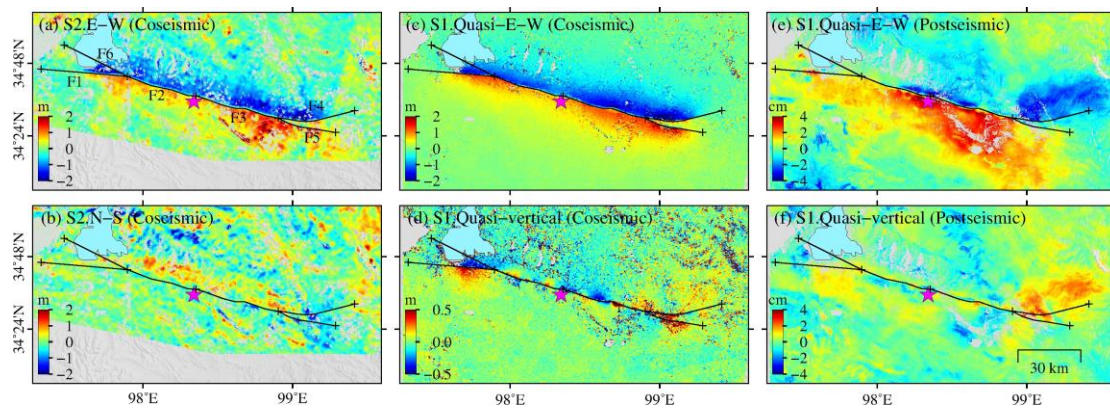 (a) S2.E-W (Coseismic)
(c) S1.Quasi-E-W (Coseismic)
(e) S1.Quasi-E-W (Postseismic)
34°48'N
34°24'N
F6
F1
F2
F3
F4
F5
m
2
1
0
-1
-2
m
2
1
0
-1
-2
cm
4
2
0
-2
-4
(b) S2.N-S (Coseismic)
(d) S1.Quasi-vertical (Coseismic)
(f) S1.Quasi-vertical (Postseismic)
34°48'N
34°24'N
m
2
1
0
-1
-2
m
0.5
0.0
-0.5
cm
4
2
0
-2
-4
30 km
98°E
99°E
98°E
99°E
98°E
99°E